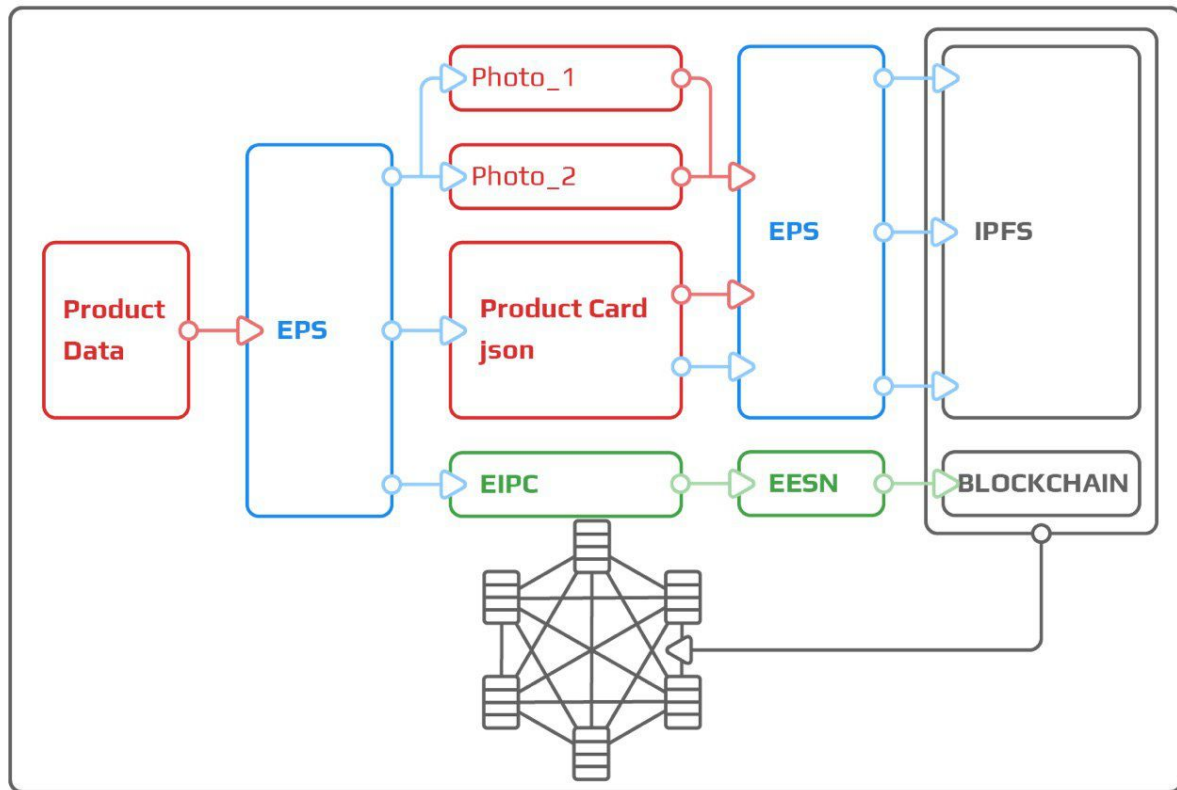 Photo_1
Photo_2
Product
Data
EPS
Product Card
json
EPS
IPFS
EIPC
EESN
BLOCKCHAIN